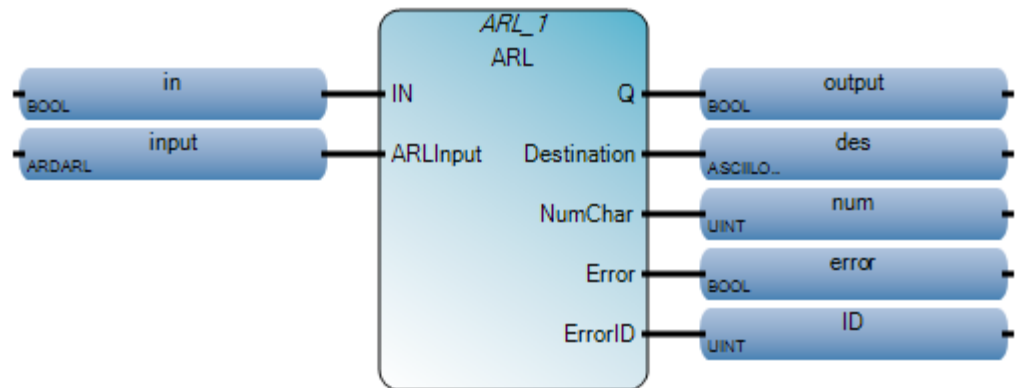 ARL_1
ARL
in
BOOL
IN
Q
output
BOOL
input
ARDARL
ARLInput
Destination
des
ASCIILO..
NumChar
num
UINT
Error
error
BOOL
ErrorID
ID
UINT